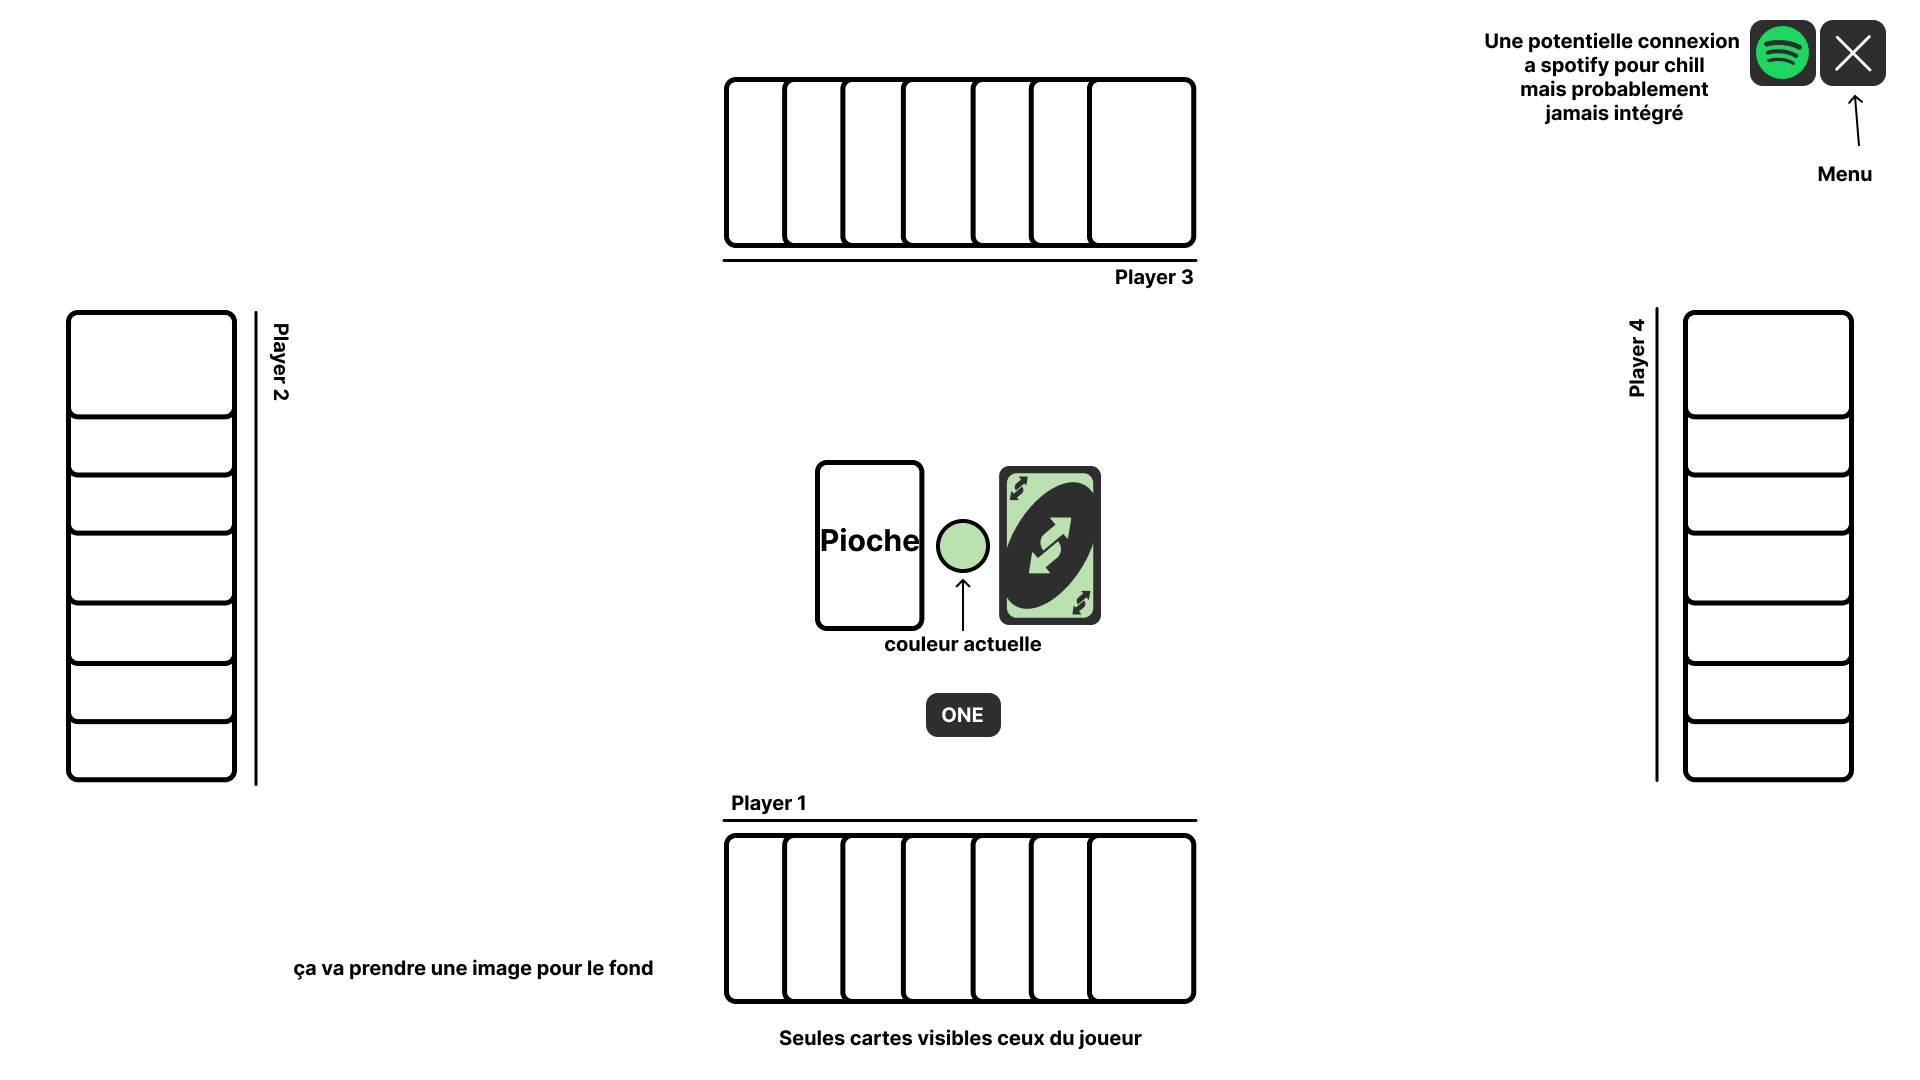 Une potentielle connexion
a spotify pour chill
mais probablement
jamais intégré
Menu
Player 3
Player 2
Player 4
Pioche
couleur actuelle
ONE
Player 1
ça va prendre une image pour le fond
Seules cartes visibles ceux du joueur